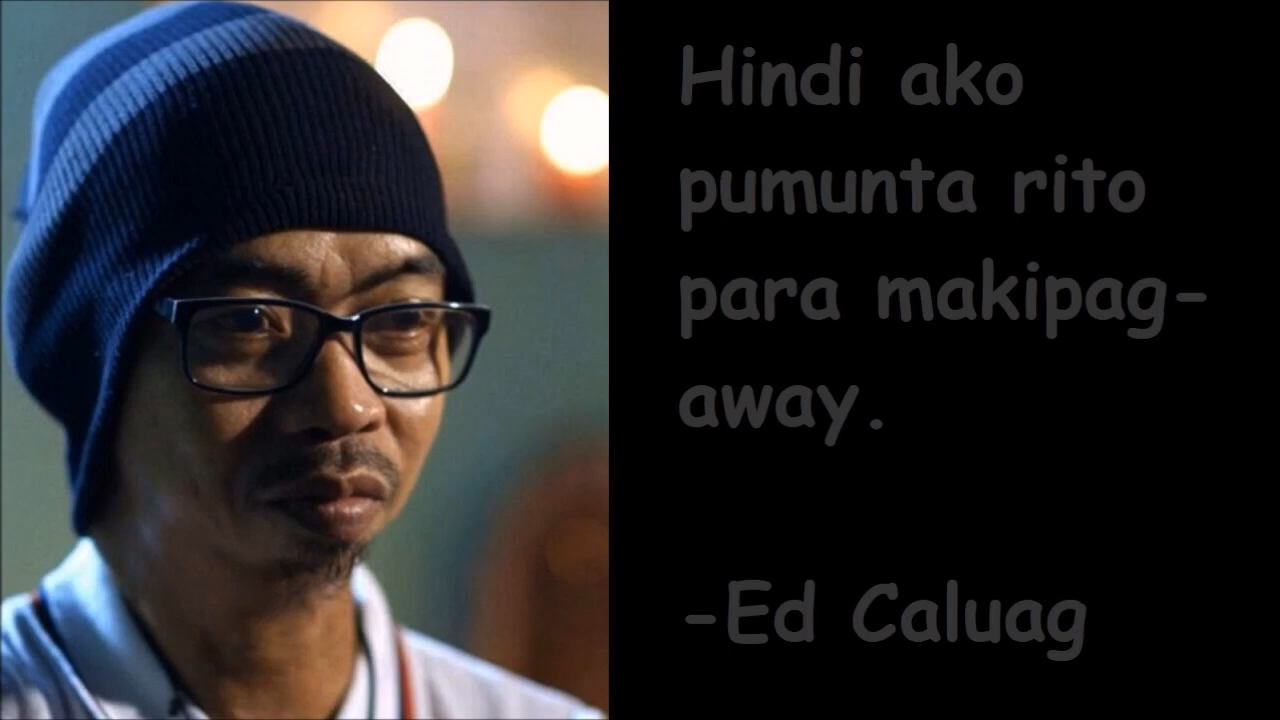 Hindi ako
pumunta rito
para makipag-
away.
-Ed Caluag